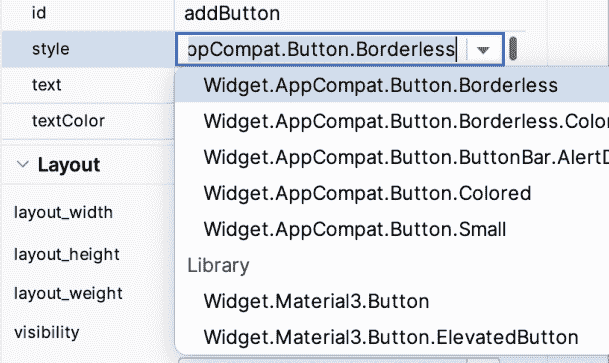 id addButton
style ppCompat.Button.Borderless
Widget.AppCompat.Button.Borderless
text
Widget.AppCompat.Button.Borderless.Color
textColor
Widget.AppCompat.Button.ButtonBar.AlertD
Layout
Widget.AppCompat.Button.Colored
layout_width
Widget.AppCompat.Button.Small
layout_height
Library
layout_weight
Widget.Material3.Button
visibility
Widget.Material3.Button.ElevatedButton